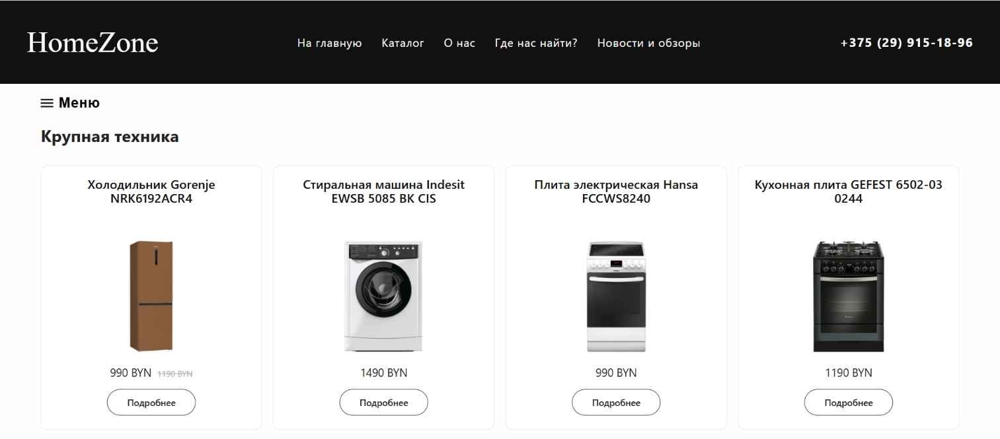 HomeZone
На главную
Каталог
О нас
Где нас найти?
Новости и обзоры
+375 (29) 915-18-96
Меню
Крупная техника
Холодильник Gorenje
NRK6192ACR4
990 BYN 1190 BYN
Подробнее
Стиральная машина Indesit
EWSB 5085 BK CIS
1490 BYN
Подробнее
Плита электрическая Hansa
FCCWS8240
990 BYN
Подробнее
Кухонная плита GEFEST 6502-03
0244
1190 BYN
Подробнее